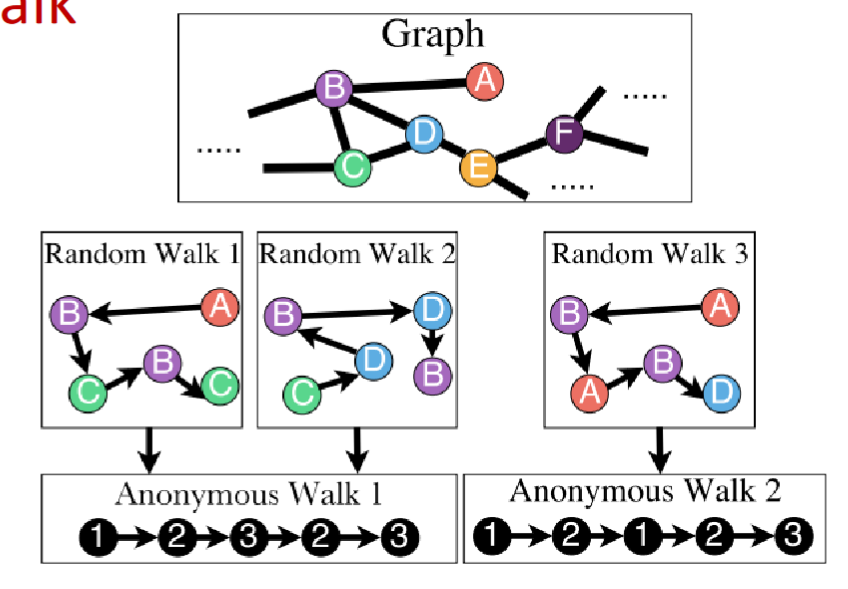 alk
Graph
B A
D F
C E
.....
.....
.....
Random Walk 1
B A
B
C C
Random Walk 2
B D
D
C B
Random Walk 3
B A
B
A D
Anonymous Walk 1
1 2 3 2 3
Anonymous Walk 2
1 2 1 2 3